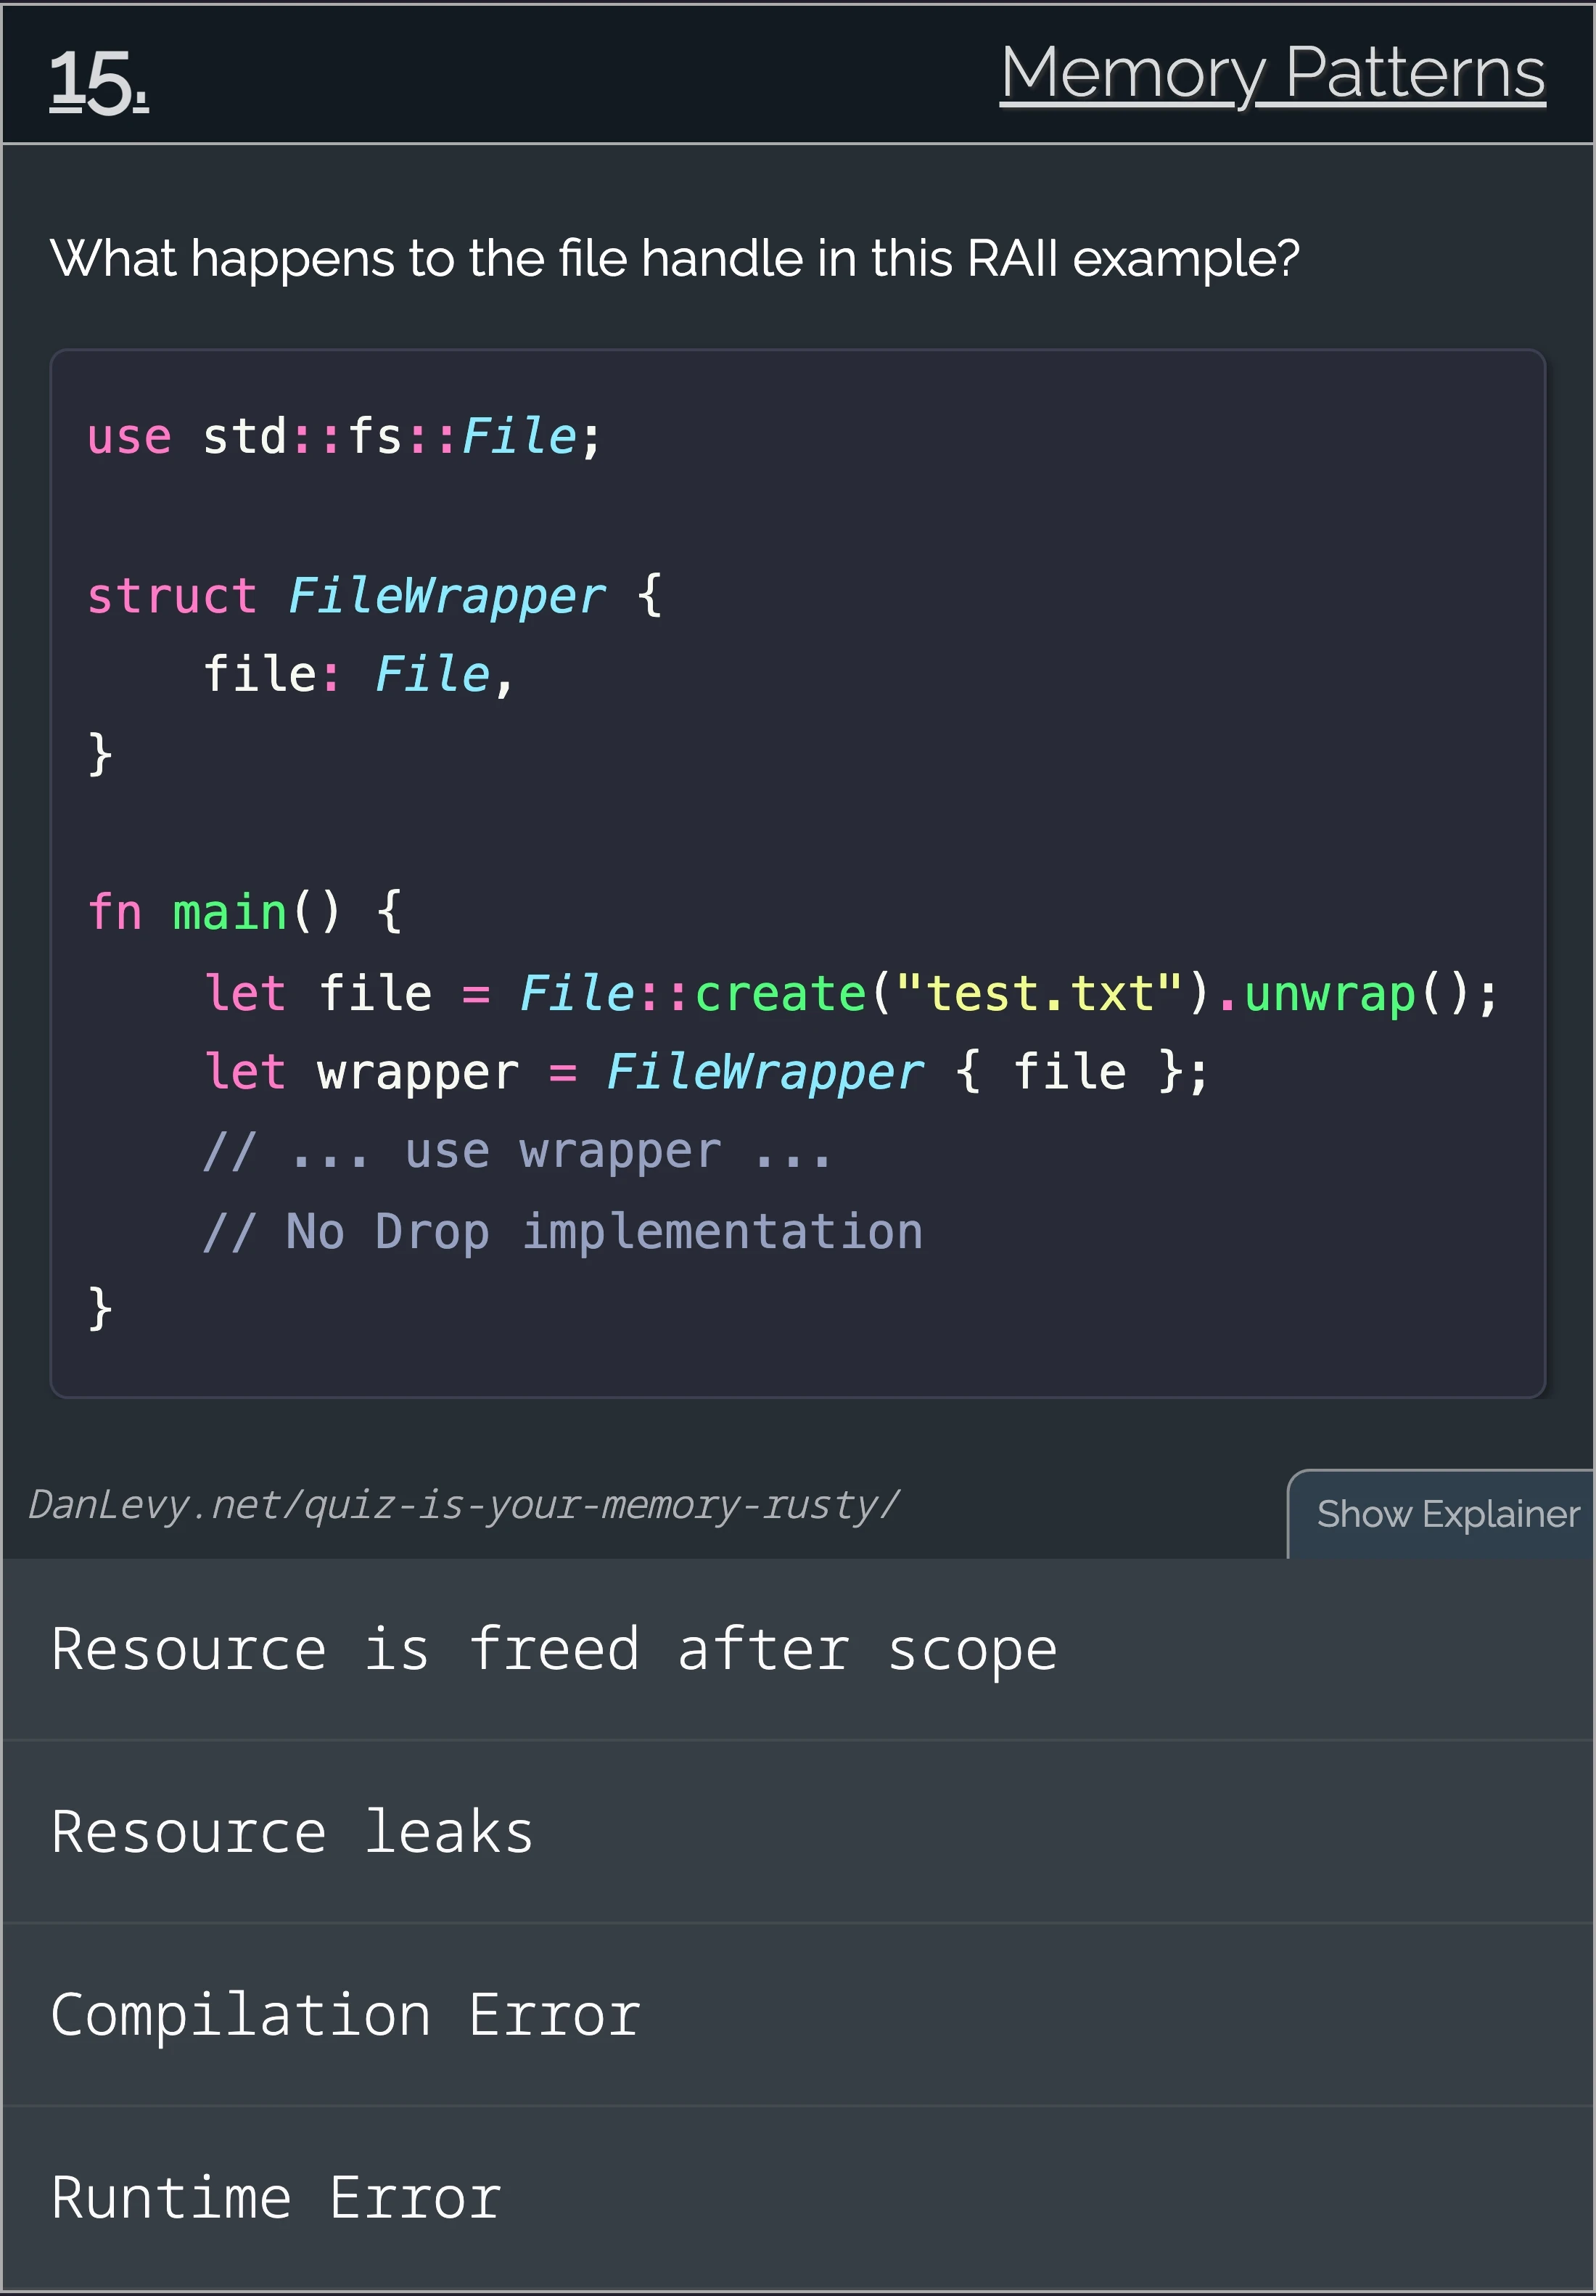 15.
Memory Patterns
What happens to the file handle in this RAII example?
use std::fs::File;
struct FileWrapper {
    file: File,
}
fn main() {
    let file = File::create("test.txt").unwrap();
    let wrapper = FileWrapper { file };
    // ... use wrapper ...
    // No Drop implementation
}
DanLevy.net/quiz-is-your-memory-rusty/
Show Explainer
Resource is freed after scope
Resource leaks
Compilation Error
Runtime Error